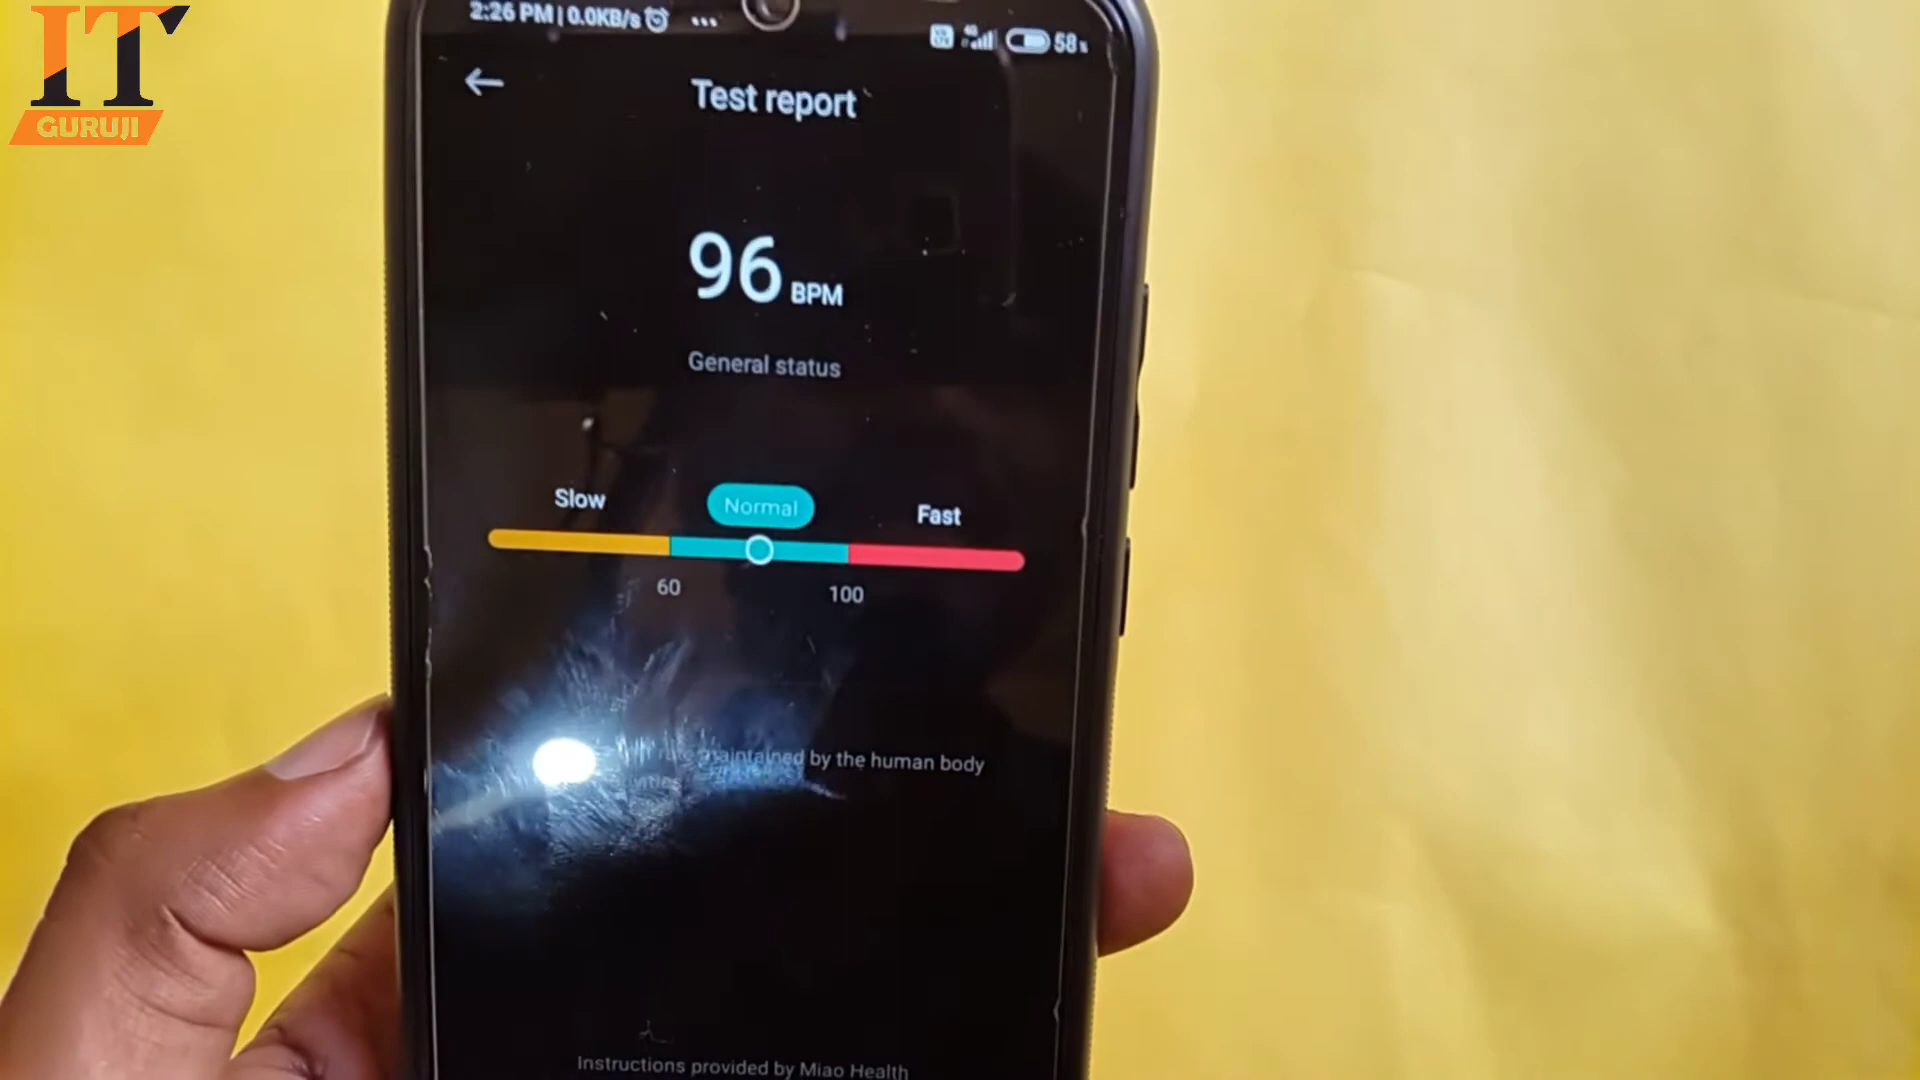 IT
GURUJI
2:26 PM | 0.0KB/s ...
4G 58%
Test report
96 BPM
General status
Slow Normal Fast
60 100
maintained by the human body
Instructions provided by Miao Health